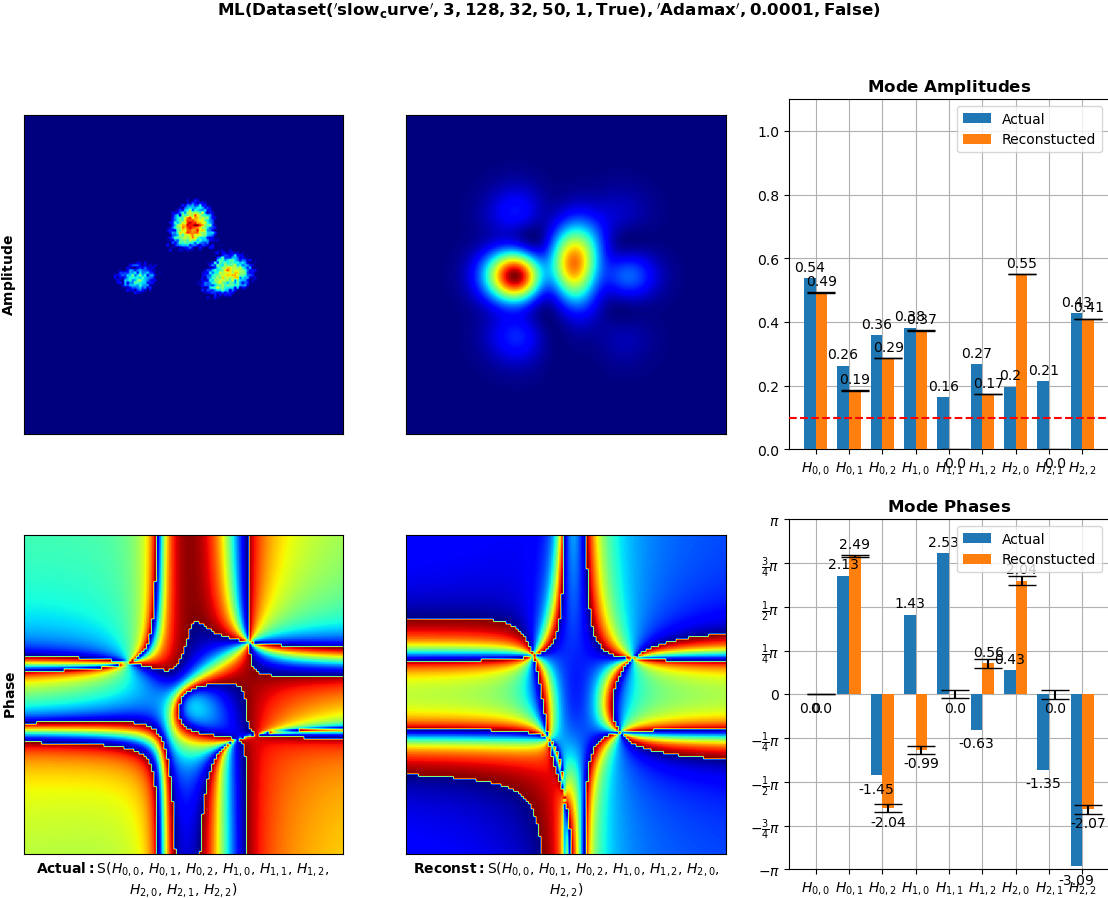 ML(Dataset('slow_curve', 3, 128, 32, 50, 1, True), 'Adamax', 0.0001, False)
Amplitude
Mode Amplitudes
Actual
Reconstucted
1.0
0.8
0.6
0.4
0.2
0.0
0.54
0.49
0.26
0.19
0.36
0.29
0.38
0.37
0.16
0.0
0.27
0.17
0.2
0.55
0.21
0.0
0.43
0.41
H0,0 H0,1 H0,2 H1,0 H1,1 H1,2 H2,0 H2,1 H2,2
Phase
Mode Phases
Actual
Reconstucted
π
3/4π
1/2π
1/4π
0
−1/4π
−1/2π
−3/4π
−π
0.0
0.0
2.13
2.49
-1.45
-2.04
1.43
-0.99
2.53
0.0
-0.63
0.56
0.43
2.04
-1.35
0.0
-3.09
-2.07
H0,0 H0,1 H0,2 H1,0 H1,1 H1,2 H2,0 H2,1 H2,2
Actual: S(H0,0, H0,1, H0,2, H1,0, H1,1, H1,2,
H2,0, H2,1, H2,2)
Reconst: S(H0,0, H0,1, H0,2, H1,0, H1,2, H2,0,
H2,2)